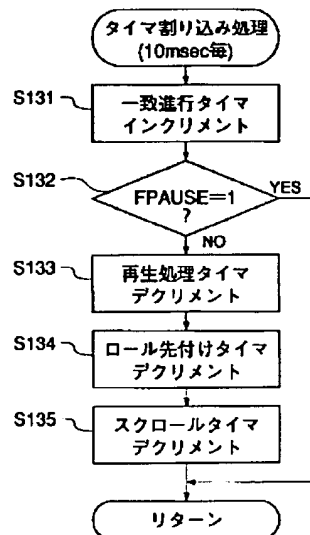 タイマ割り込み処理
(10msec毎)
S131
一致進行タイマ
インクリメント
S132
FPAUSE=1
?
YES
NO
S133
再生処理タイマ
デクリメント
S134
ロール先付けタイマ
デクリメント
S135
スクロールタイマ
デクリメント
リターン